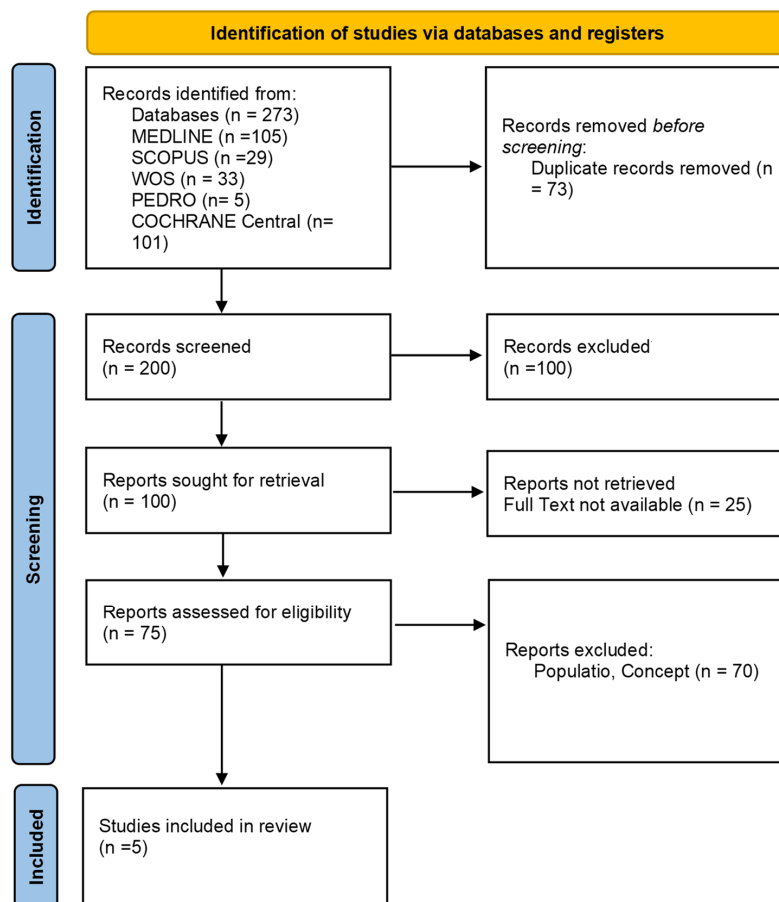 Identification of studies via databases and registers
Identification
Records identified from:
Databases (n = 273)
MEDLINE (n =105)
SCOPUS (n =29)
WOS (n = 33)
PEDRO (n= 5)
COCHRANE Central (n=
101)
Records removed before
screening:
Duplicate records removed (n
= 73)
Screening
Records screened
(n = 200)
Records excluded
(n =100)
Reports sought for retrieval
(n = 100)
Reports not retrieved
Full Text not available (n = 25)
Reports assessed for eligibility
(n = 75)
Reports excluded:
Populatio, Concept (n = 70)
Included
Studies included in review
(n =5)